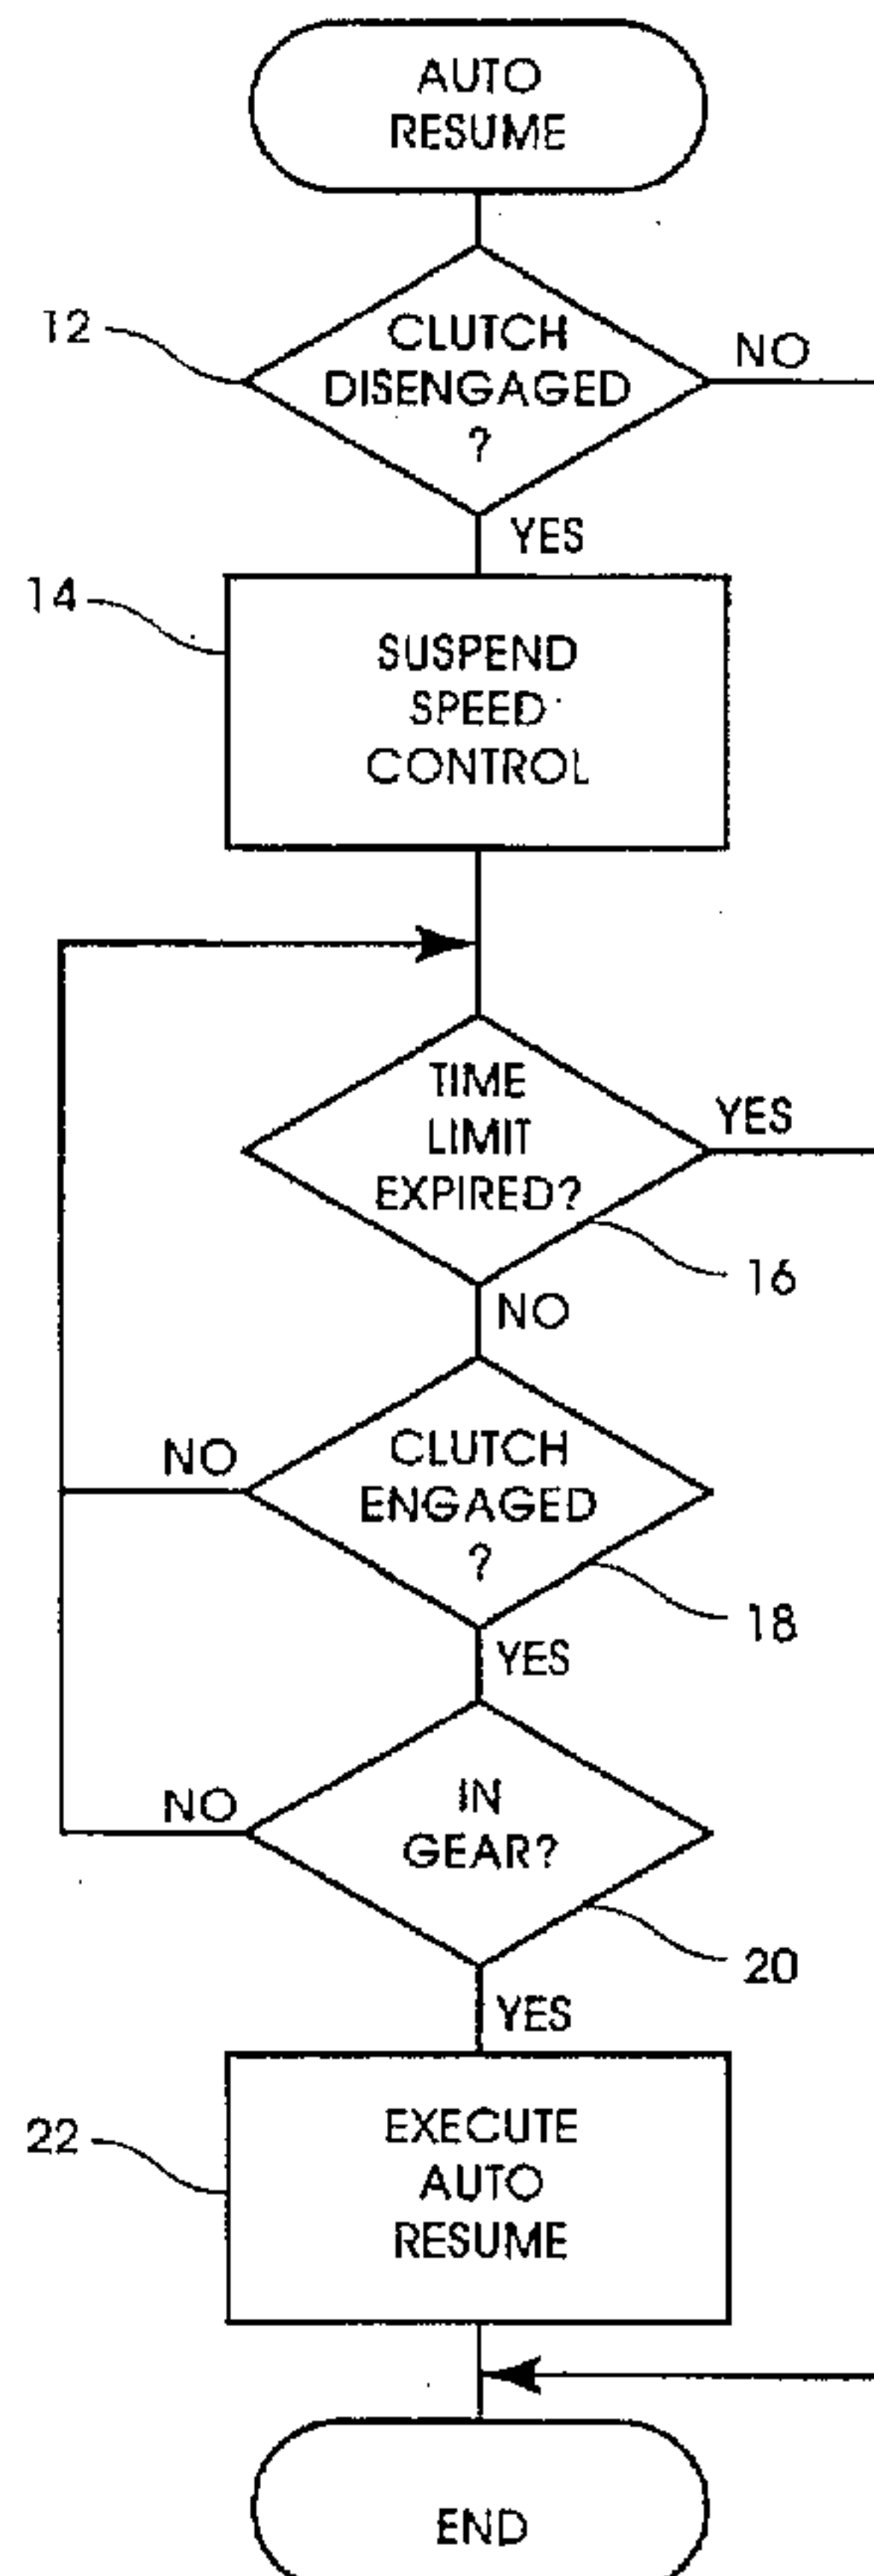 AUTO
RESUME
12
CLUTCH
DISENGAGED
?
NO
YES
14
SUSPEND
SPEED
CONTROL
TIME
LIMIT
EXPIRED?
YES
16
NO
CLUTCH
ENGAGED
?
NO
18
YES
IN
GEAR?
NO
20
YES
22
EXECUTE
AUTO
RESUME
END